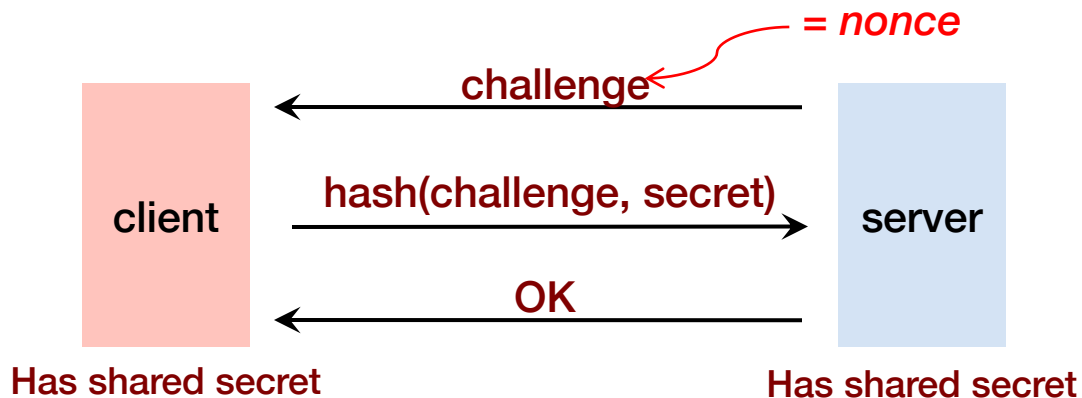 = nonce
challenge
hash(challenge, secret)
client
server
OK
Has shared secret
Has shared secret